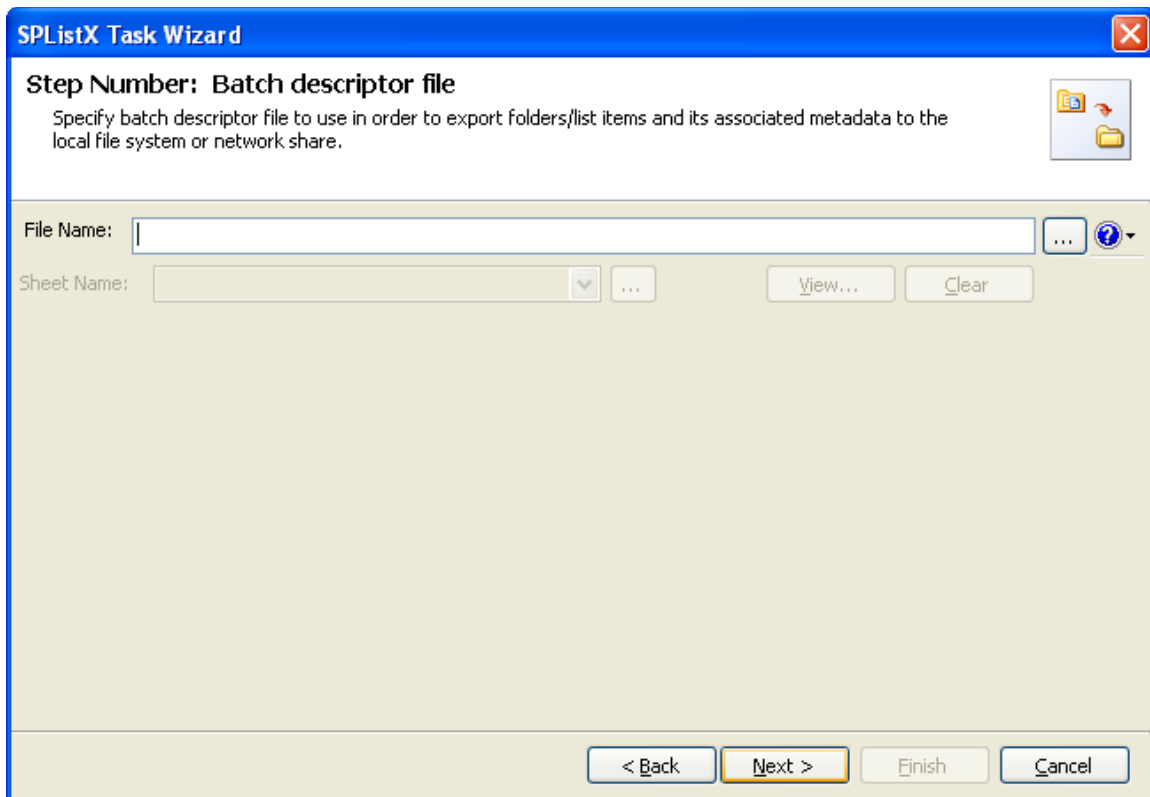 SPListX Task Wizard
Step Number: Batch descriptor file
Specify batch descriptor file to use in order to export folders/list items and its associated metadata to the
local file system or network share.
File Name:
...
Sheet Name:
... View... Clear
< Back Next > Finish Cancel